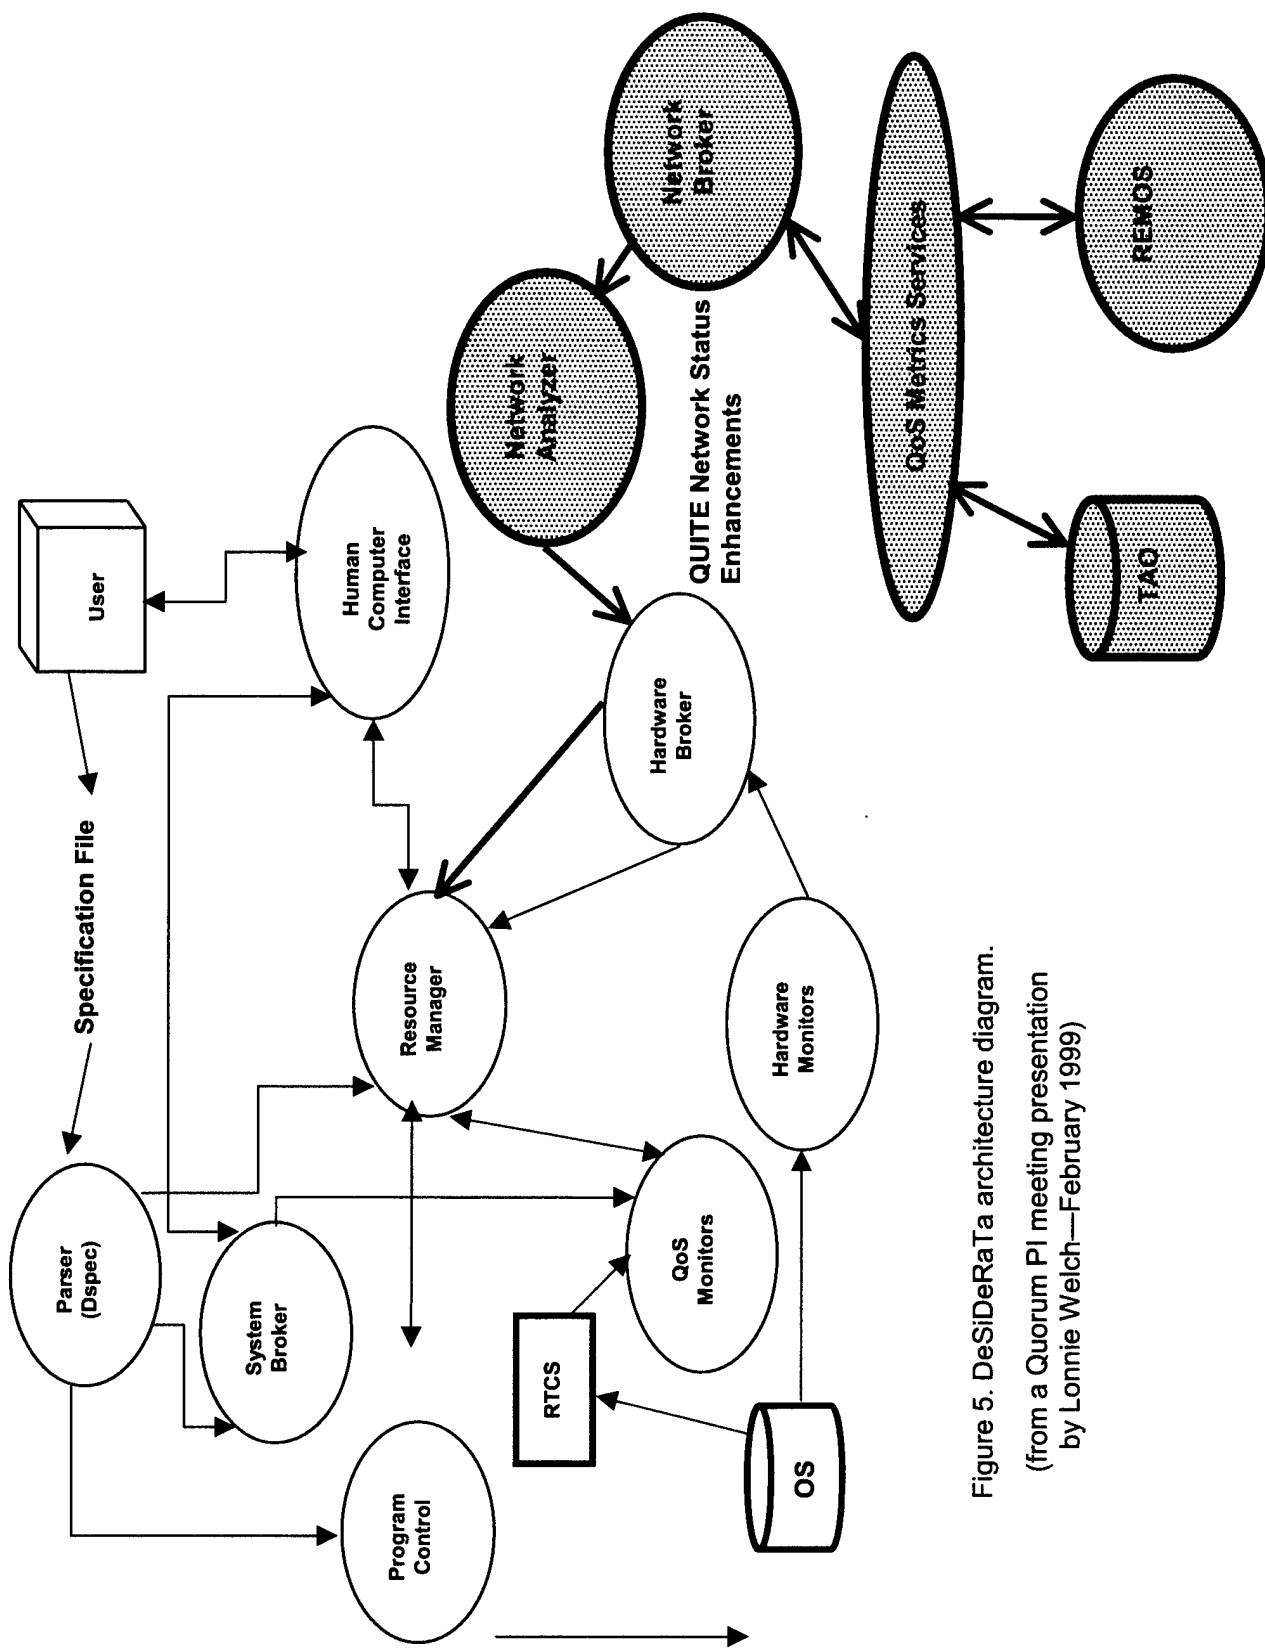 User
Specification File
Parser
(Dspec)
Human
Computer
Interface
System
Broker
Resource
Manager
Program
Control
Network
Analyzer
Network
Broker
RTCS
QoS
Monitors
Hardware
Broker
QUITE Network Status
Enhancements
OS
Hardware
Monitors
QoS Metrics Services
TAO
REMOS
Figure 5. DeSiDeRaTa architecture diagram.
(from a Quorum PI meeting presentation
by Lonnie Welch—February 1999)